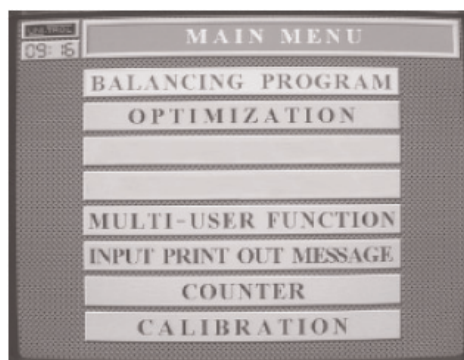 MAIN MENU
09:16
BALANCING PROGRAM
OPTIMIZATION
MULTI-USER FUNCTION
INPUT PRINT OUT MESSAGE
COUNTER
CALIBRATION